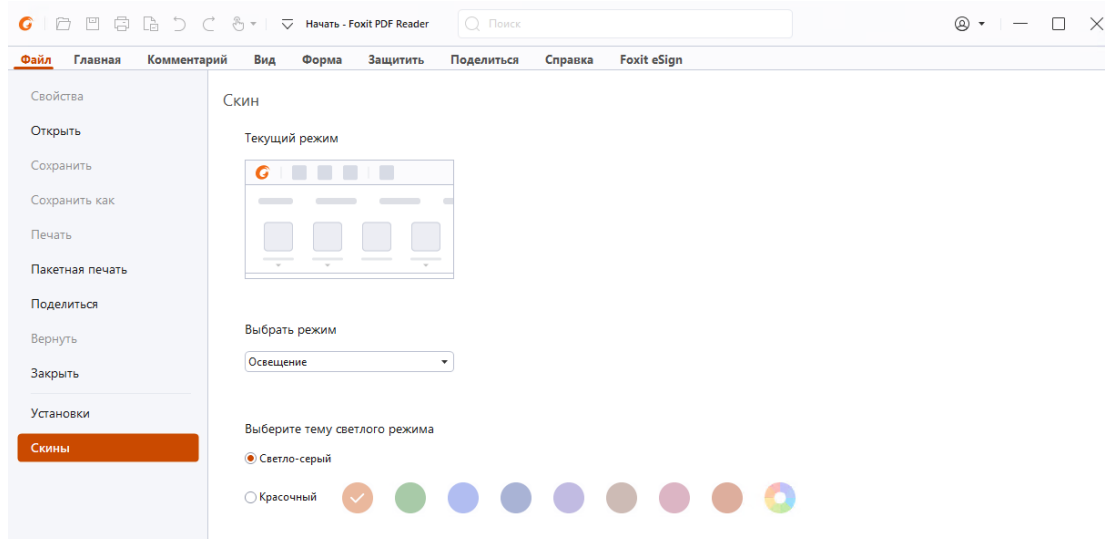 Начать - Foxit PDF Reader
Поиск
Файл Главная Комментарий Вид Форма Защитить Поделиться Справка Foxit eSign
Свойства
Открыть
Сохранить
Сохранить как
Печать
Пакетная печать
Поделиться
Вернуть
Закрыть
Установки
Скины
Скин
Текущий режим
Выбрать режим
Освещение
Выберите тему светлого режима
Светло-серый
Красочный